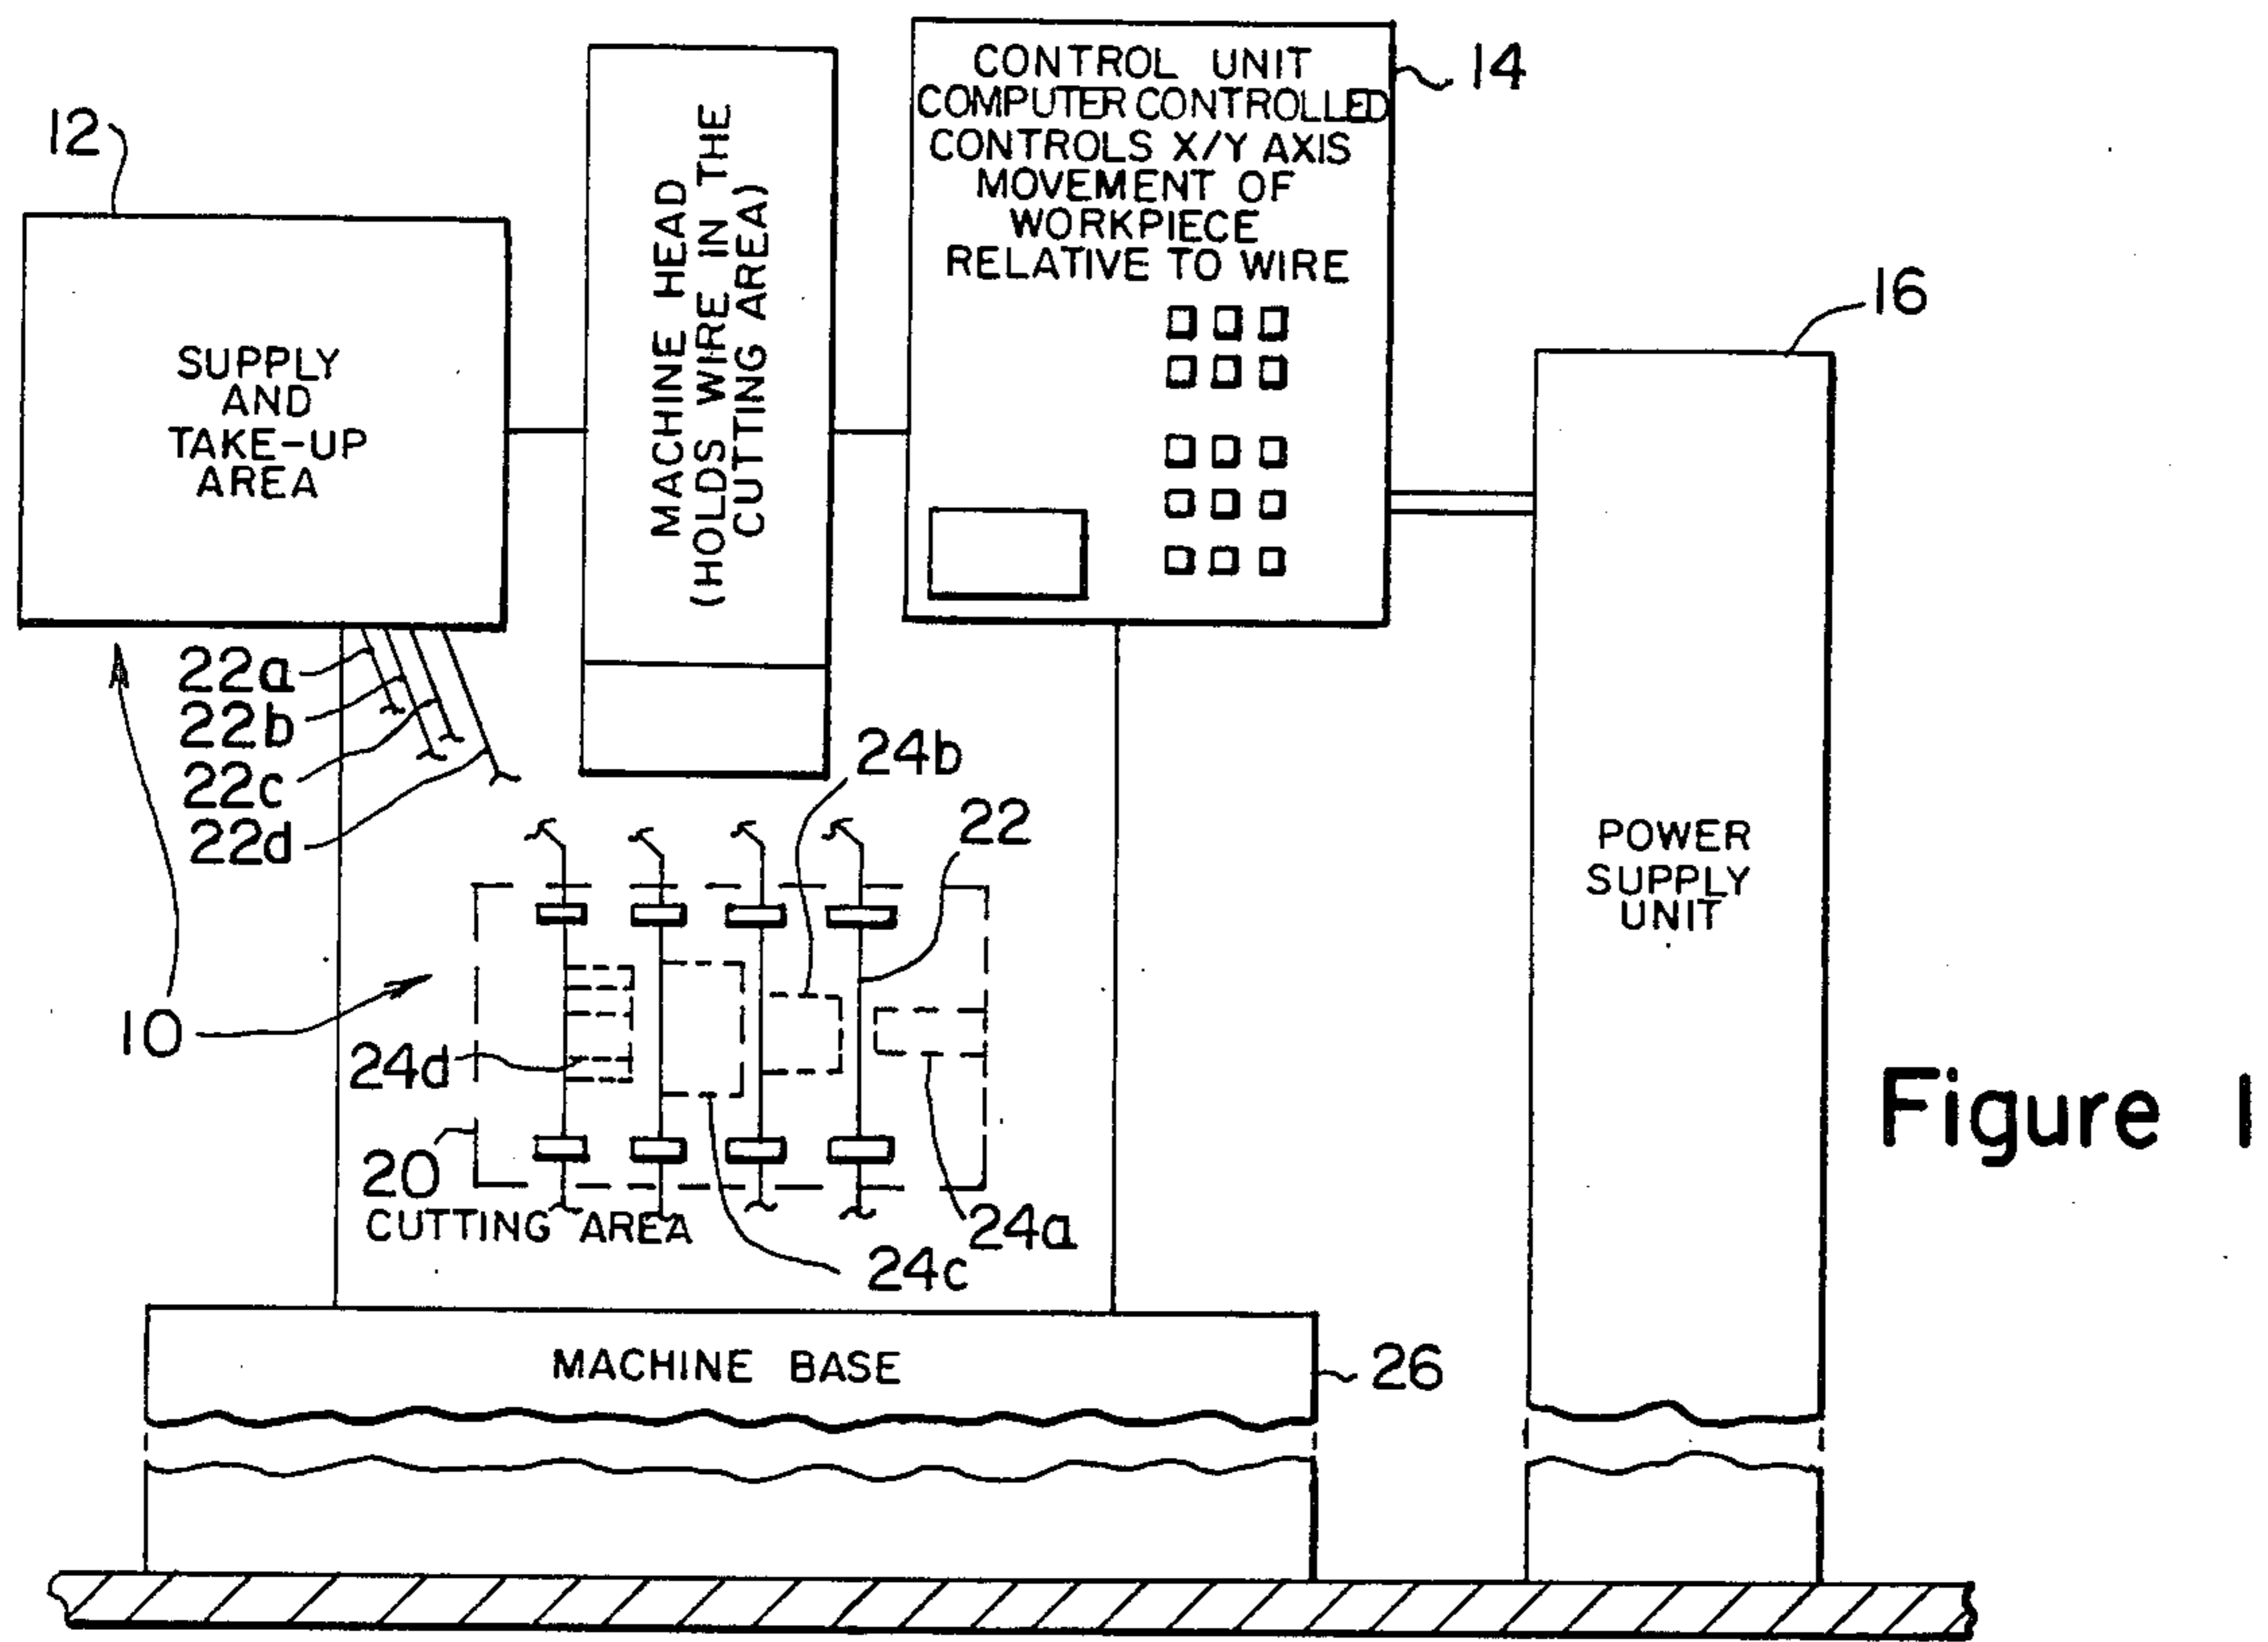 CONTROL UNIT
COMPUTER CONTROLLED
CONTROLS X/Y AXIS
MOVEMENT OF
WORKPIECE
RELATIVE TO WIRE
14
12
MACHINE HEAD
(HOLDS WIRE IN THE
CUTTING AREA)
16
SUPPLY
AND
TAKE-UP
AREA
22a
22b
22c
22d
24b
22
POWER
SUPPLY
UNIT
10
24d
20
CUTTING AREA
24a
24c
Figure 1
MACHINE BASE
26